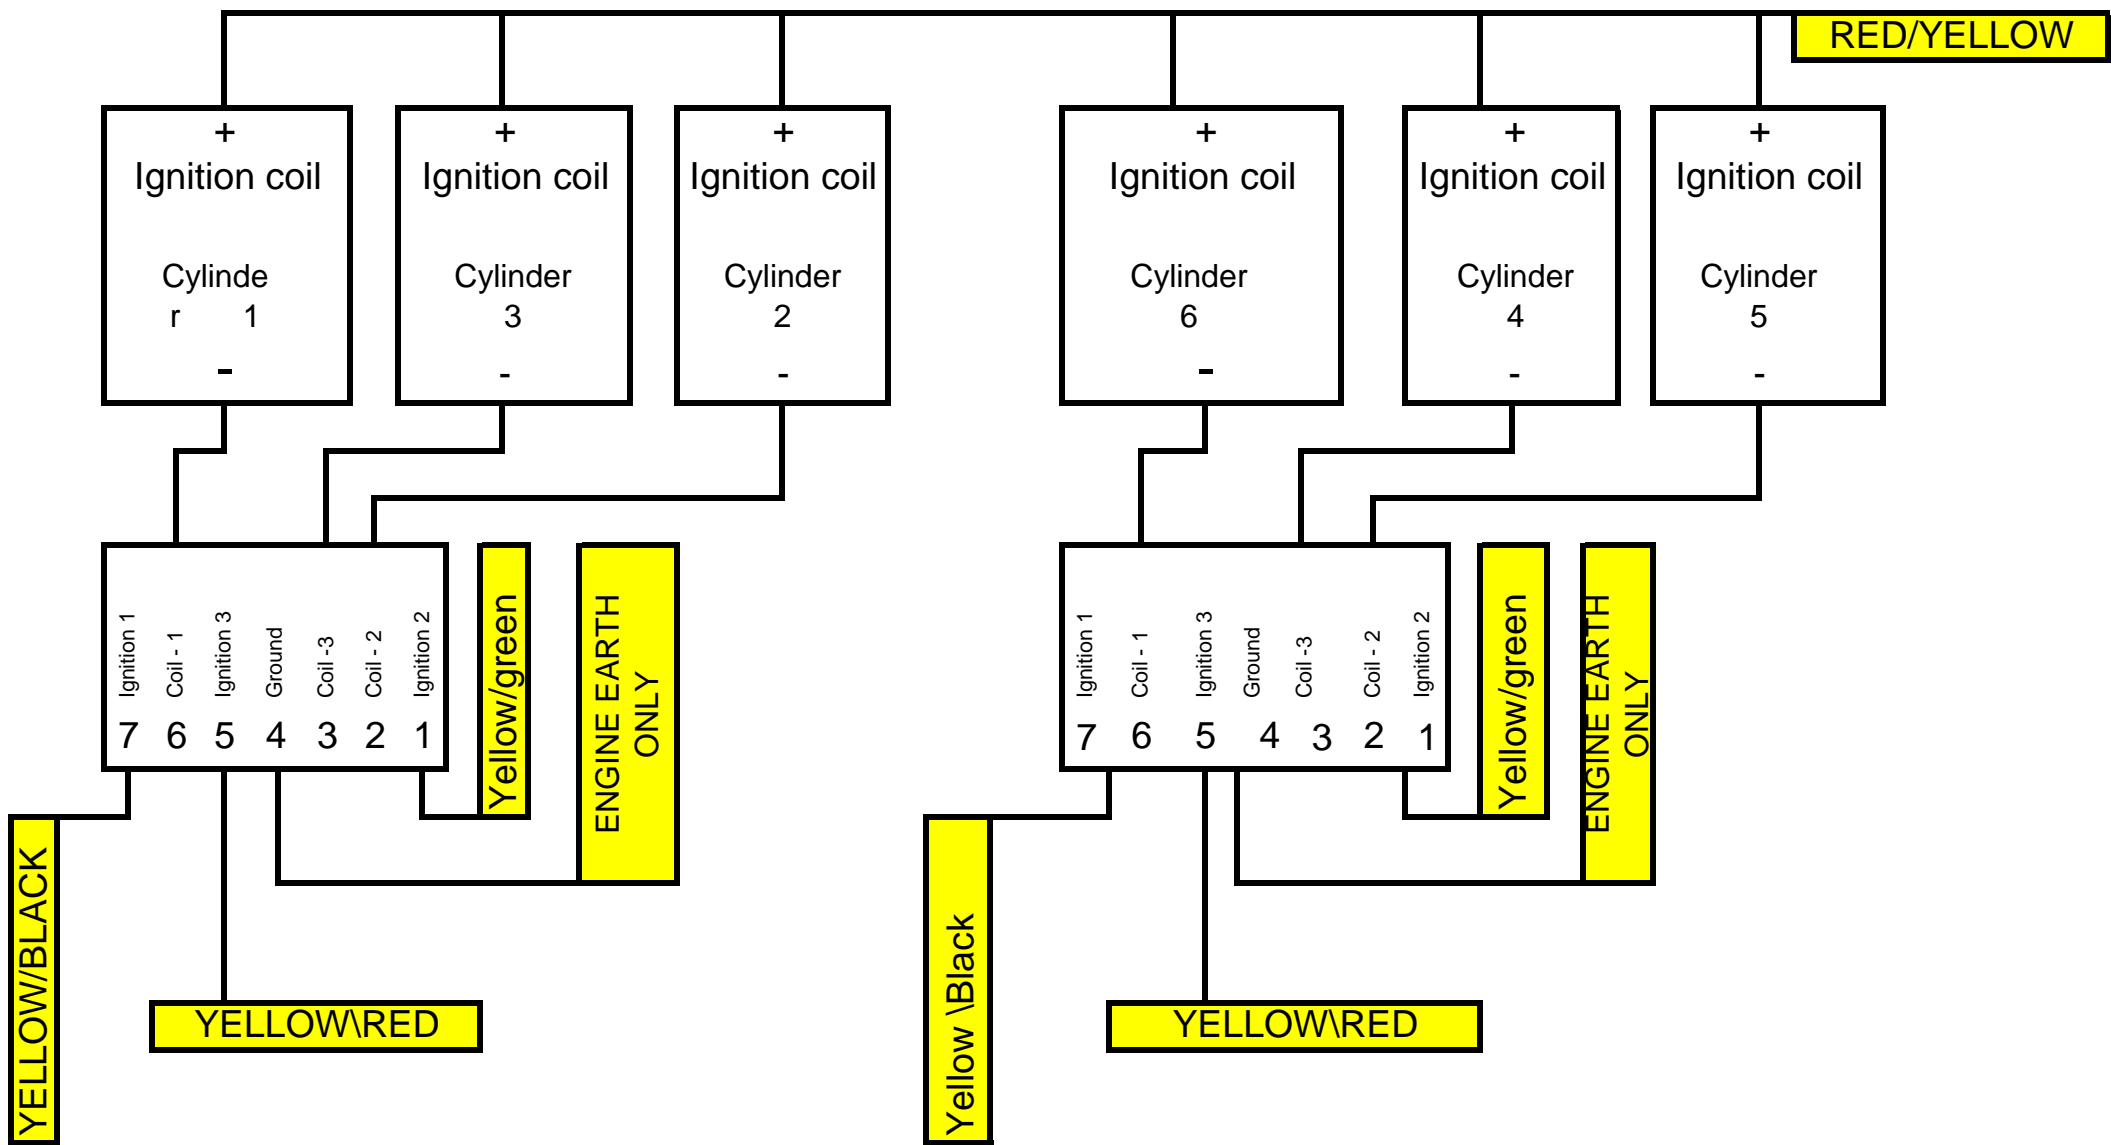 RED/YELLOW
+
Ignition coil
Cylinde
r 1
-
+
Ignition coil
Cylinder
3
-
+
Ignition coil
Cylinder
2
-
+
Ignition coil
Cylinder
6
-
+
Ignition coil
Cylinder
4
-
+
Ignition coil
Cylinder
5
-
Ignition 1
Coil - 1
Ignition 3
Ground
Coil -3
Coil - 2
Ignition 2
7 6 5 4 3 2 1
Yellow/green
ENGINE EARTH
ONLY
YELLOW/BLACK
YELLOW\RED
Ignition 1
Coil - 1
Ignition 3
Ground
Coil -3
Coil - 2
Ignition 2
7 6 5 4 3 2 1
Yellow/green
ENGINE EARTH
ONLY
Yellow \Black
YELLOW\RED